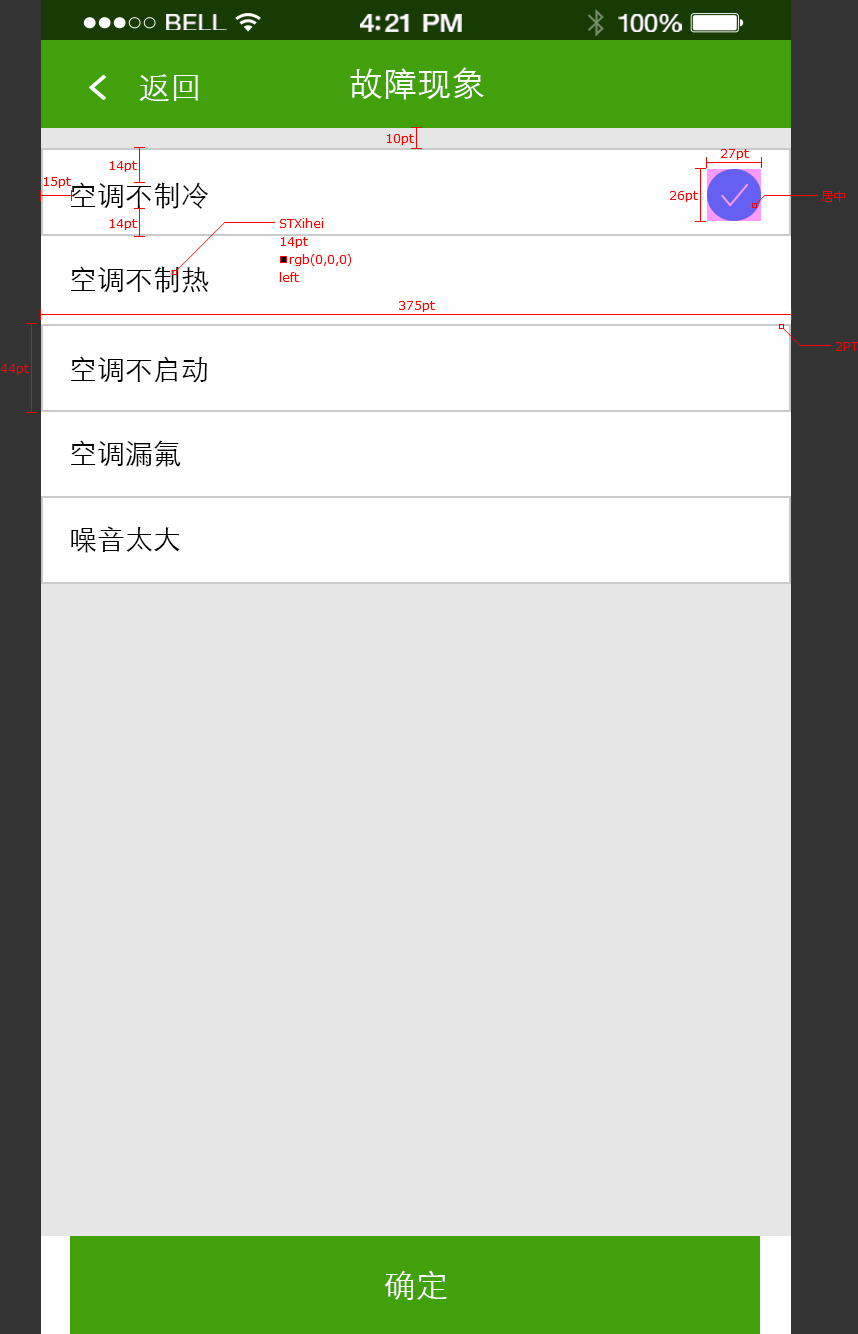 BELL 4:21 PM 100%
返回 故障现象
10pt
27pt
14pt
15pt
空调不制冷
26pt
居中
14pt
STXihei
14pt
rgb(0,0,0)
left
空调不制热
375pt
2PT
44pt
空调不启动
空调漏氟
噪音太大
确定